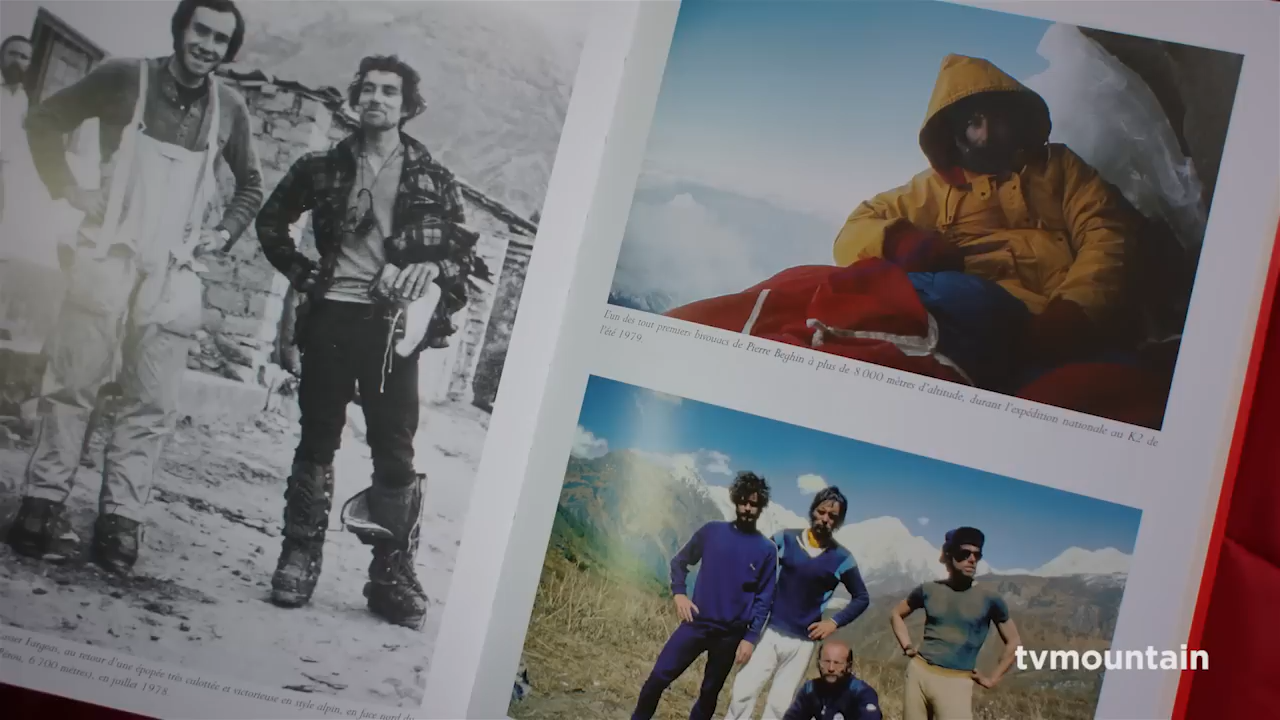 Fargeas, au retour d'une épopée très culottée et victorieuse en style alpin, en face nord du
6 700 mètres), en juillet 1978.
L'un des tout premiers bivouacs de Pierre Beghin à plus de 8 000 mètres d'altitude, durant l'expédition nationale au K2 de
l'été 1979.
tvmountain